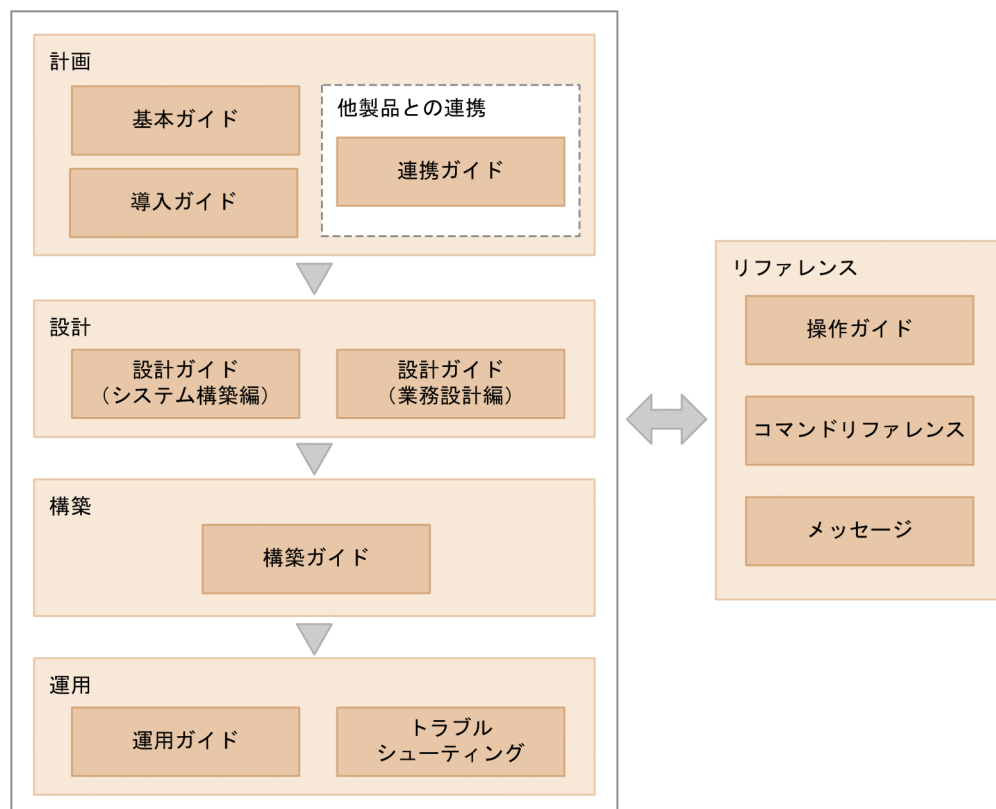 計画
基本ガイド
導入ガイド
他製品との連携
連携ガイド
設計
設計ガイド
（システム構築編）
設計ガイド
（業務設計編）
構築
構築ガイド
運用
運用ガイド
トラブル
シューティング
リファレンス
操作ガイド
コマンドリファレンス
メッセージ